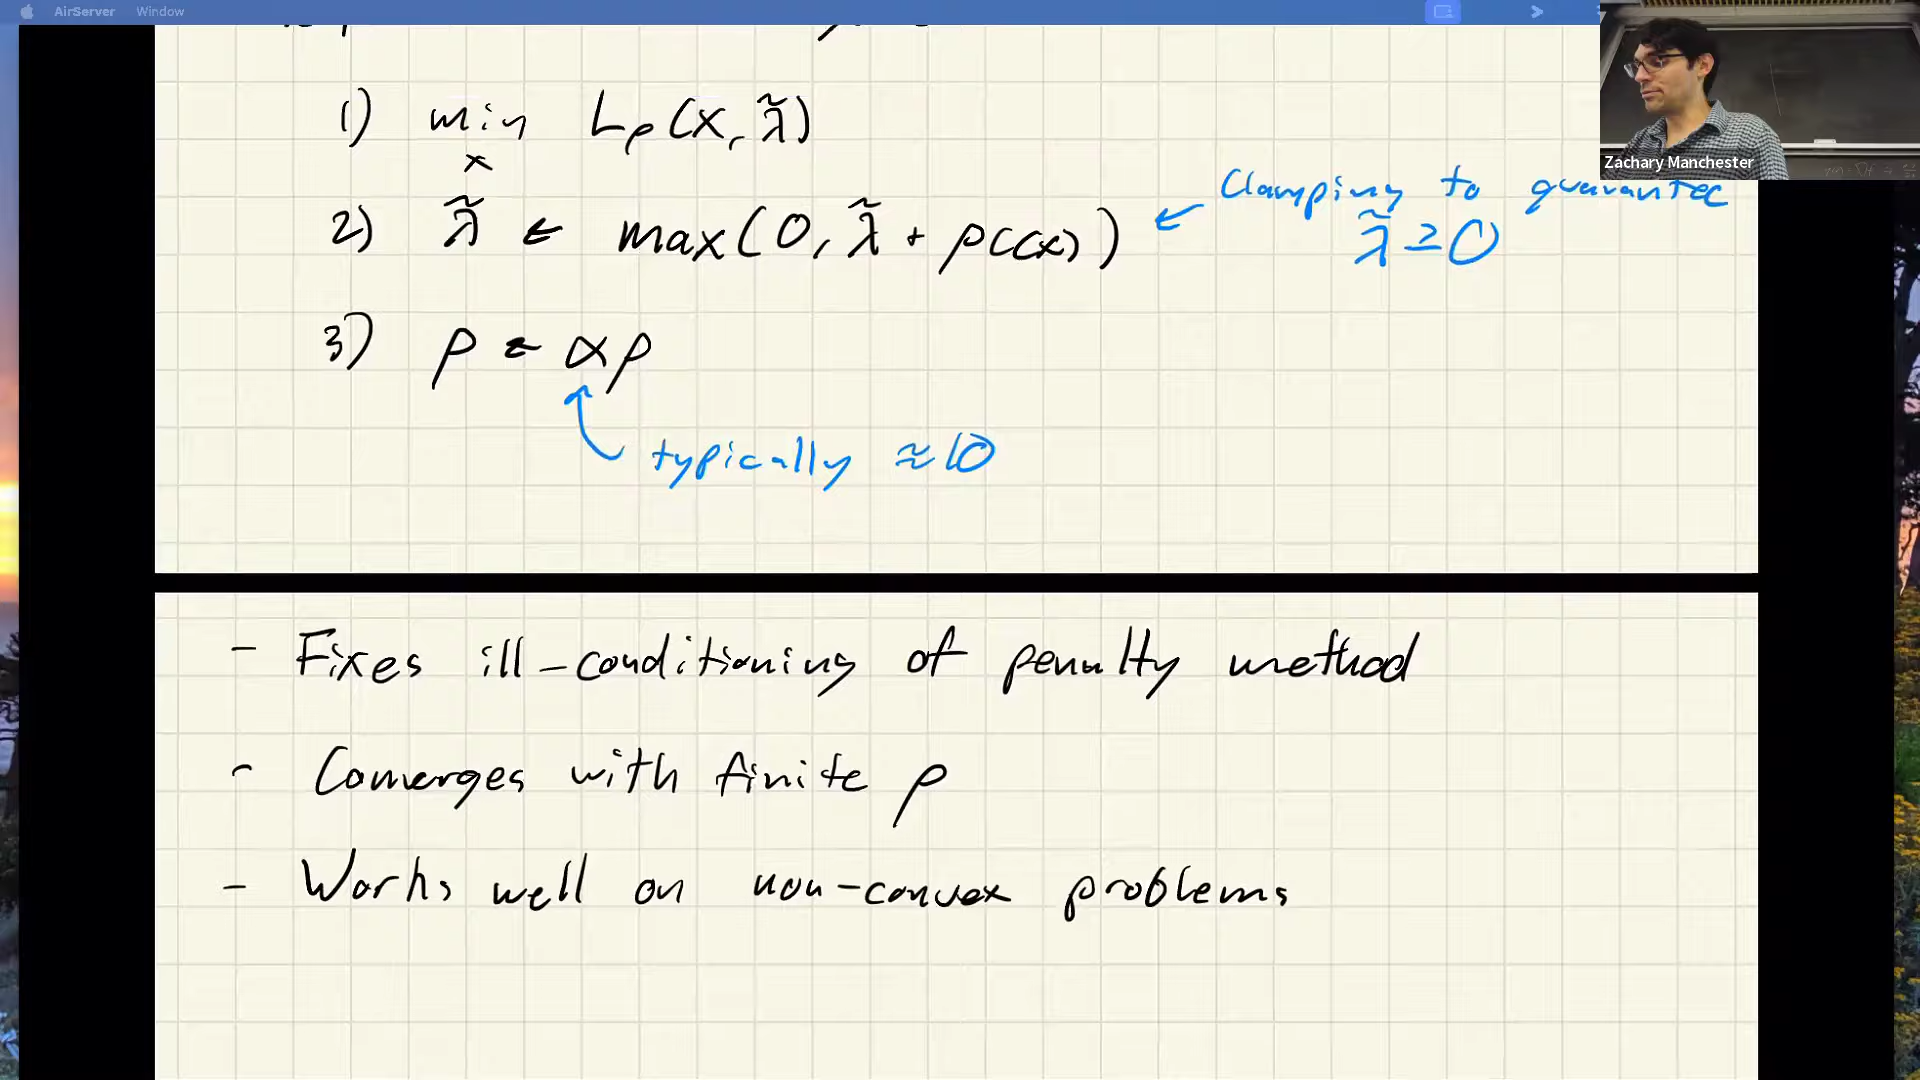 AirServer Window
1) min L_ρ(x, λ̃)
x
Zachary Manchester
Clamping to guarantee
2) λ̃ ← max(0, λ̃ + ρc(x))
λ̃ ≥ 0
3) ρ ← αρ
typically ≈ 10
- Fixes ill-conditioning of penalty method
- Converges with finite ρ
- Works well on non-convex problems